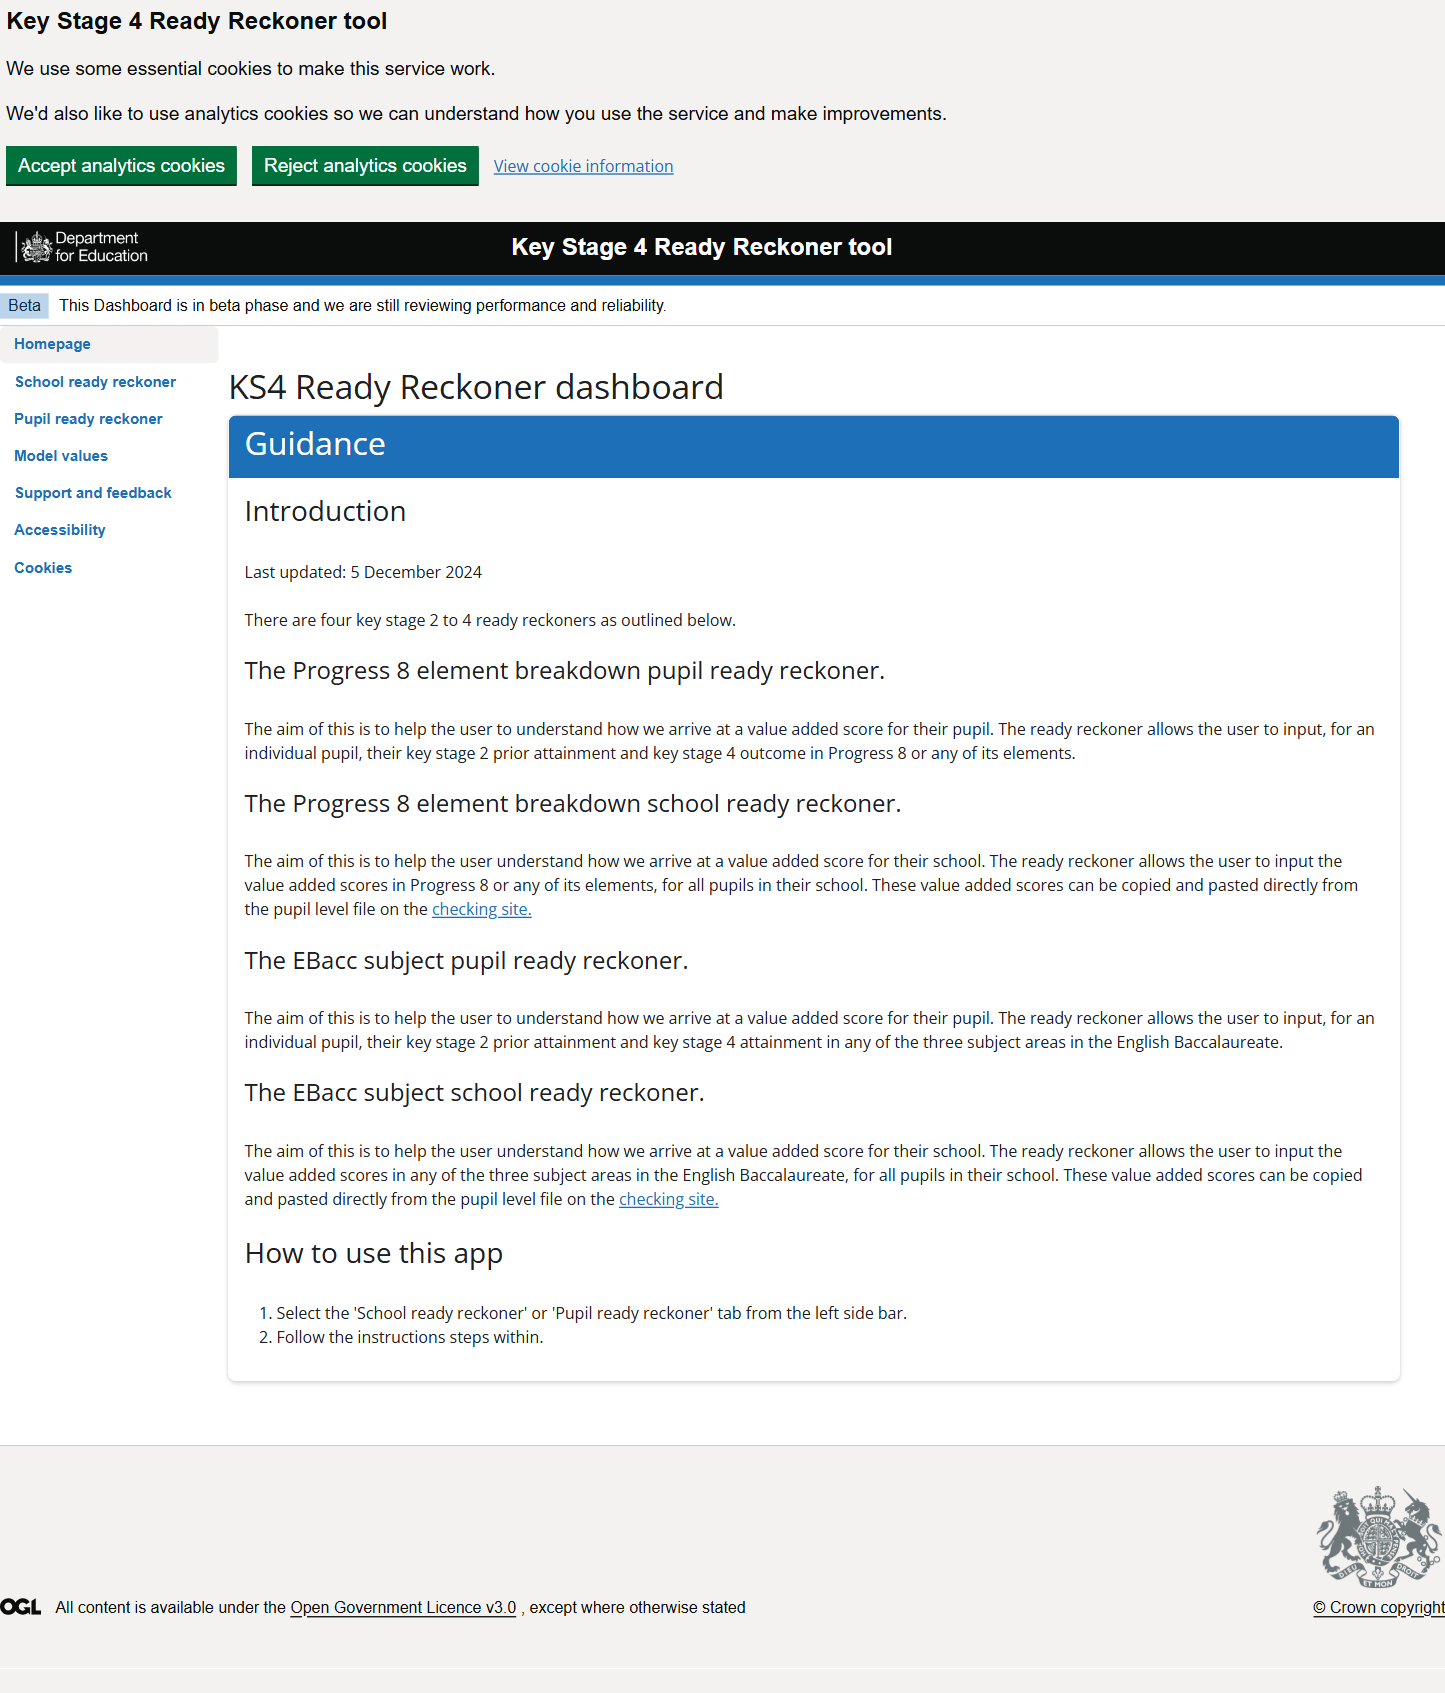 Key Stage 4 Ready Reckoner tool
We use some essential cookies to make this service work.
We'd also like to use analytics cookies so we can understand how you use the service and make improvements.
Accept analytics cookies Reject analytics cookies View cookie information
Department
for Education
Key Stage 4 Ready Reckoner tool
Beta This Dashboard is in beta phase and we are still reviewing performance and reliability.
Homepage
School ready reckoner
Pupil ready reckoner
Model values
Support and feedback
Accessibility
Cookies
KS4 Ready Reckoner dashboard
Guidance
Introduction
Last updated: 5 December 2024
There are four key stage 2 to 4 ready reckoners as outlined below.
The Progress 8 element breakdown pupil ready reckoner.
The aim of this is to help the user to understand how we arrive at a value added score for their pupil. The ready reckoner allows the user to input, for an
individual pupil, their key stage 2 prior attainment and key stage 4 outcome in Progress 8 or any of its elements.
The Progress 8 element breakdown school ready reckoner.
The aim of this is to help the user understand how we arrive at a value added score for their school. The ready reckoner allows the user to input the
value added scores in Progress 8 or any of its elements, for all pupils in their school. These value added scores can be copied and pasted directly from
the pupil level file on the checking site.
The EBacc subject pupil ready reckoner.
The aim of this is to help the user to understand how we arrive at a value added score for their pupil. The ready reckoner allows the user to input, for an
individual pupil, their key stage 2 prior attainment and key stage 4 attainment in any of the three subject areas in the English Baccalaureate.
The EBacc subject school ready reckoner.
The aim of this is to help the user understand how we arrive at a value added score for their school. The ready reckoner allows the user to input the
value added scores in any of the three subject areas in the English Baccalaureate, for all pupils in their school. These value added scores can be copied
and pasted directly from the pupil level file on the checking site.
How to use this app
1. Select the 'School ready reckoner' or 'Pupil ready reckoner' tab from the left side bar.
2. Follow the instructions steps within.
DIEU ET MON DROIT
OGL All content is available under the Open Government Licence v3.0 , except where otherwise stated
© Crown copyright